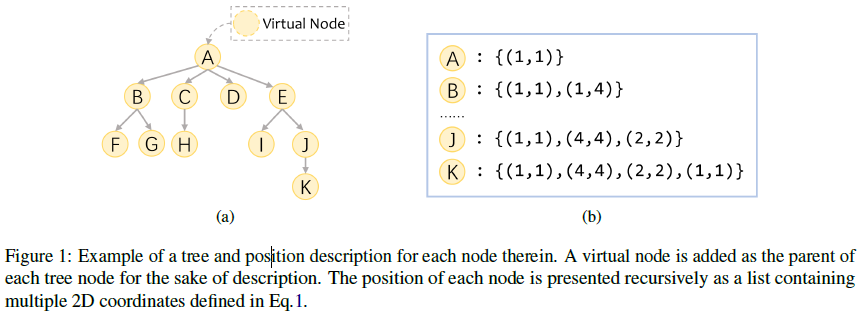 Virtual Node
A
B C D E
F G H I J
K
(a)
A : {(1,1)}
B : {(1,1),(1,4)}
......
J : {(1,1),(4,4),(2,2)}
K : {(1,1),(4,4),(2,2),(1,1)}
(b)
Figure 1: Example of a tree and position description for each node therein. A virtual node is added as the parent of
each tree node for the sake of description. The position of each node is presented recursively as a list containing
multiple 2D coordinates defined in Eq.1.